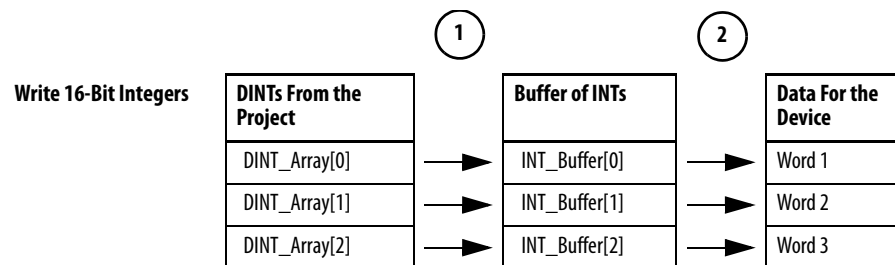 1 2
Write 16-Bit Integers DINTs From the Buffer of INTs Data For the
Project Device
DINT_Array[0] INT_Buffer[0] Word 1
DINT_Array[1] INT_Buffer[1] Word 2
DINT_Array[2] INT_Buffer[2] Word 3